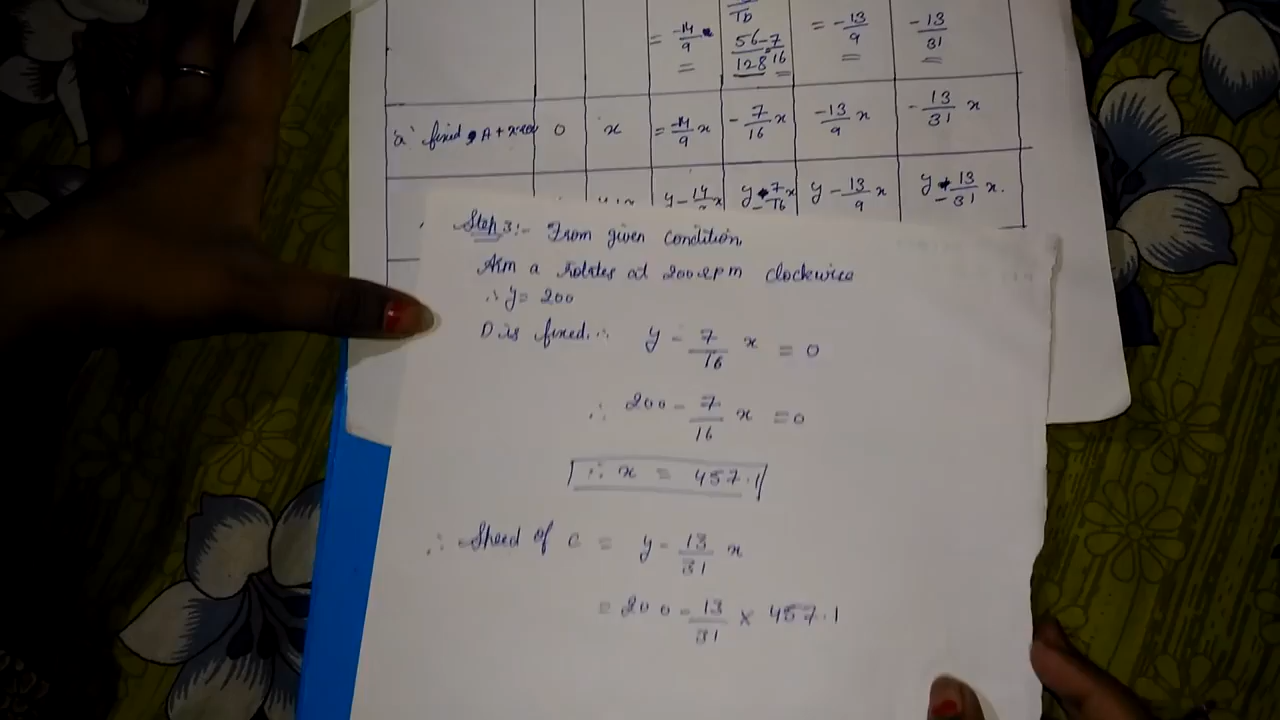 Tb
= -14/9 x 56 7/128 16 = -13/9 -13/31
'a' fixed, A + x rev 0 x = -14/9 x - 7/16 x -13/9 x - 13/31 x
y - 14/ x y - 7/16 x y - 13/9 x y - 13/31 x.
Step 3:- From given condition,
Arm a rotates at 200 rpm clockwise
∴ y = 200
D is fixed. ∴ y - 7/16 x = 0
∴ 200 - 7/16 x = 0
∴ x = 457.1
∴ Speed of C = y - 13/31 x
= 200 - 13/31 × 457.1